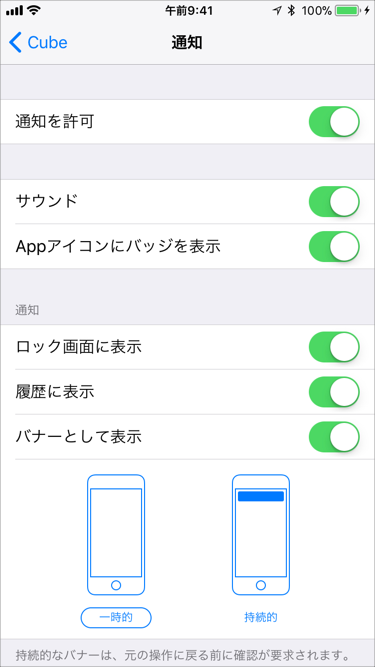 午前9:41
100%
Cube
通知
通知を許可
サウンド
Appアイコンにバッジを表示
通知
ロック画面に表示
履歴に表示
バナーとして表示
一時的
持続的
持続的なバナーは、元の操作に戻る前に確認が要求されます。